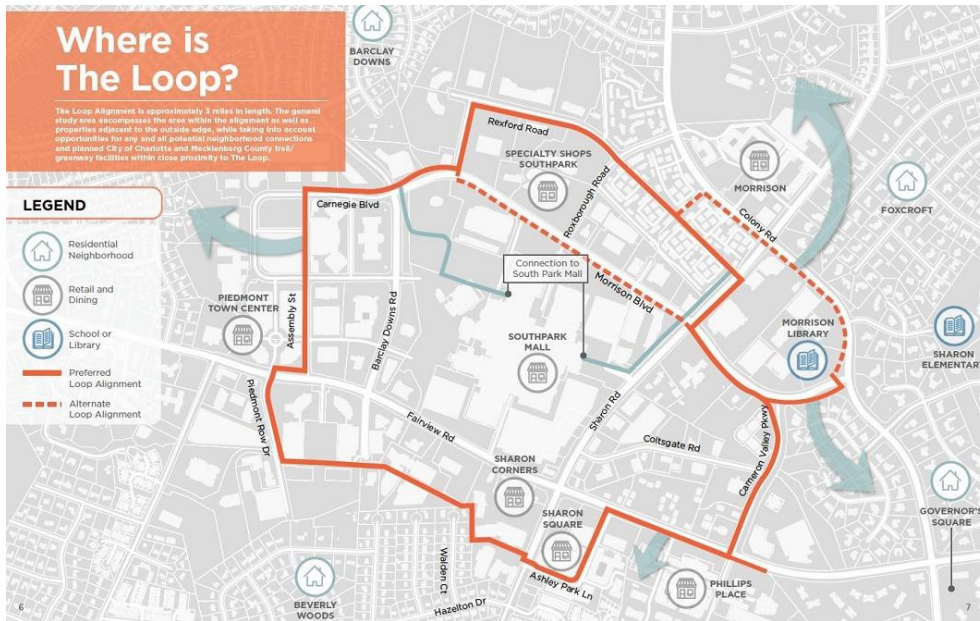 Where is
The Loop?
The Loop Alignment is approximately 3 miles in length. The general
study area encompasses the area within the alignment as well as
properties adjacent to the outside edge, while taking into account
opportunities for any and all potential neighborhood connections
and planned City of Charlotte and Mecklenburg County trail/
greenway facilities within close proximity to The Loop.
LEGEND
Residential
Neighborhood
Retail and
Dining
School or
Library
Preferred
Loop Alignment
Alternate
Loop Alignment
BARCLAY
DOWNS
Rexford Road
SPECIALTY SHOPS
SOUTHPARK
Roxborough Road
MORRISON
Colony Rd
FOXCROFT
Carnegie Blvd
Connection to
South Park Mall
Morrison Blvd
PIEDMONT
TOWN CENTER
Assembly St
Barclay Downs Rd
SOUTHPARK
MALL
MORRISON
LIBRARY
SHARON
ELEMENTARY
Piedmont Row Dr
Fairview Rd
Sharon Rd
Coltsgate Rd
Cameron Valley Pkwy
SHARON
CORNERS
SHARON
SQUARE
GOVERNOR'S
SQUARE
Walden Ct
Ashley Park Ln
PHILLIPS
PLACE
BEVERLY
WOODS
Hazelton Dr
6
7